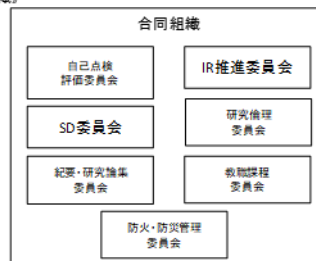 合同組織
自己点検
評価委員会
IR推進委員会
SD委員会
研究倫理
委員会
紀要・研究論集
委員会
教職課程
委員会
防火・防災管理
委員会